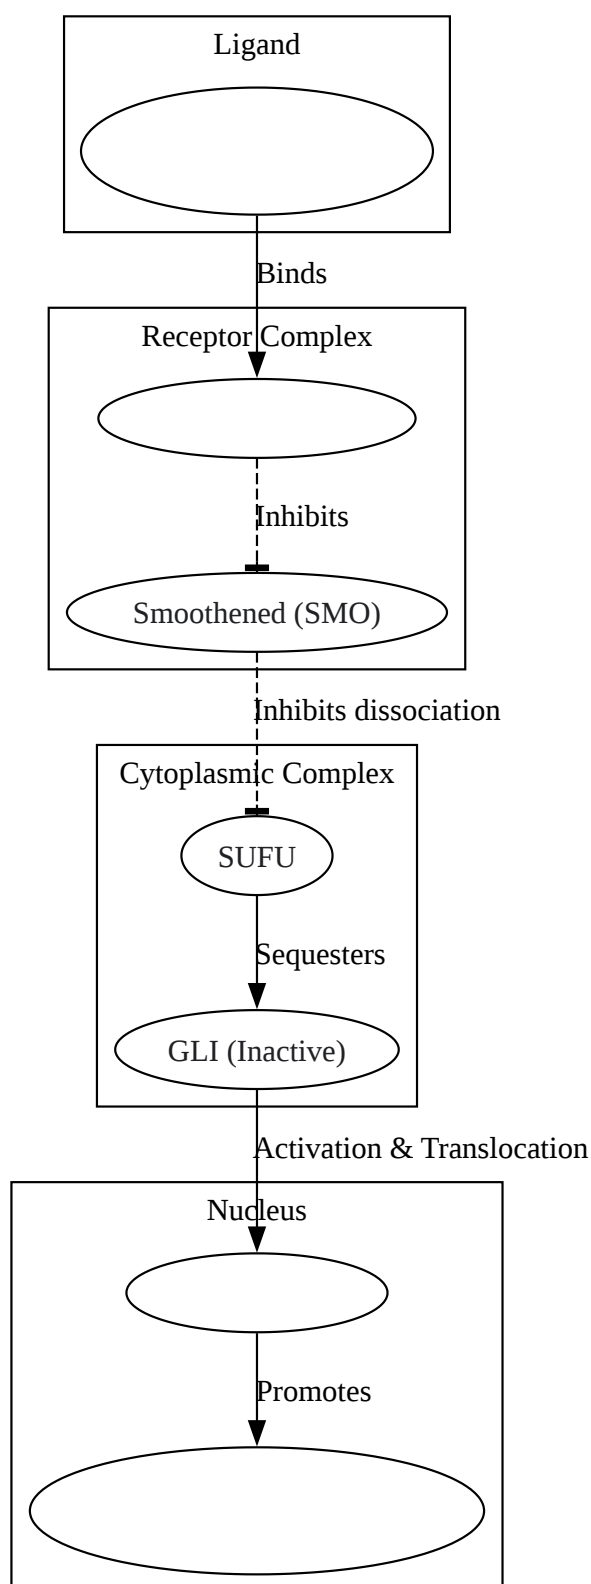 Ligand
Binds
Receptor Complex
Inhibits
Smoothened (SMO)
Inhibits dissociation
Cytoplasmic Complex
SUFU
Sequesters
GLI (Inactive)
Activation & Translocation
Nucleus
Promotes